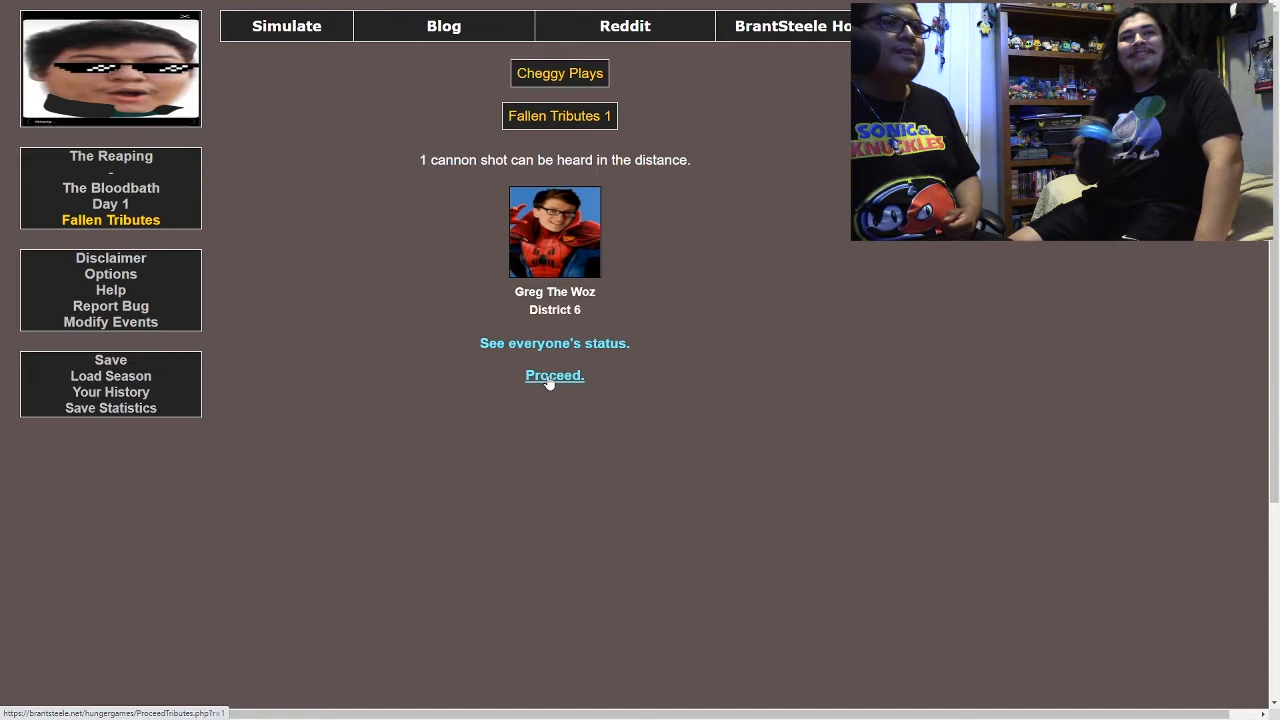 Simulate
Blog
Reddit
BrantSteele Ho
Cheggy Plays
Fallen Tributes 1
1 cannon shot can be heard in the distance.
Greg The Woz
District 6
See everyone's status.
Proceed.
The Reaping
-
The Bloodbath
Day 1
Fallen Tributes
Disclaimer
Options
Help
Report Bug
Modify Events
Save
Load Season
Your History
Save Statistics
SONIC &
KNUCKLES
https://brantsteele.net/hungergames/ProceedTributes.php?r=1